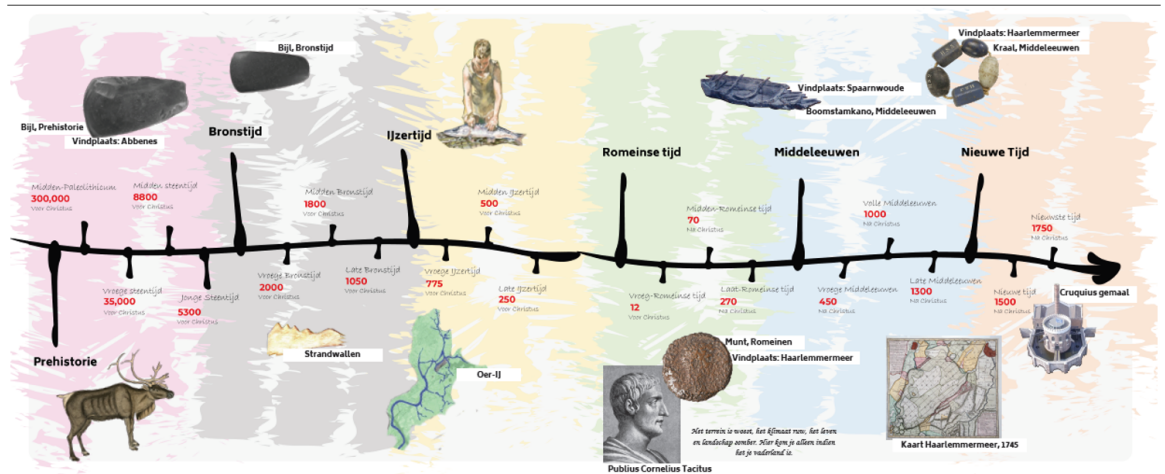 Bijl, Prehistorie
Vindplaats: Abbenes
Bijl, Bronstijd
Bronstijd
IJzertijd
Vindplaats: Spaarnwoude
Boomstamkano, Middeleeuwen
Vindplaats: Haarlemmermeer
Kraal, Middeleeuwen
Romeinse tijd
Middeleeuwen
Nieuwe Tijd
Midden-Paleolithicum
300,000
Voor Christus
Midden steentijd
8800
Voor Christus
Midden Bronstijd
1800
Voor Christus
Midden IJzertijd
500
Voor Christus
Midden-Romeinse tijd
70
Na Christus
Volle Middeleeuwen
1000
Na Christus
Nieuwste tijd
1750
Na Christus
Vroege steentijd
35,000
Voor Christus
Jonge Steentijd
5300
Voor Christus
Vroege Bronstijd
2000
Voor Christus
Late Bronstijd
1050
Voor Christus
Vroege IJzertijd
775
Voor Christus
Late IJzertijd
250
Voor Christus
Vroeg-Romeinse tijd
12
Voor Christus
Laat-Romeinse tijd
270
Na Christus
Vroege Middeleeuwen
450
Na Christus
Late Middeleeuwen
1300
Na Christus
Nieuwe tijd
1500
Na Christus
Cruquius gemaal
Prehistorie
Strandwallen
Oer-IJ
Munt, Romeinen
Vindplaats: Haarlemmermeer
Het terrein is woest, het klimaat ruw, het leven
en landschap somber. Hier kom je alleen indien
het je vaderland is.
Publius Cornelius Tacitus
Kaart Haarlemmermeer, 1745